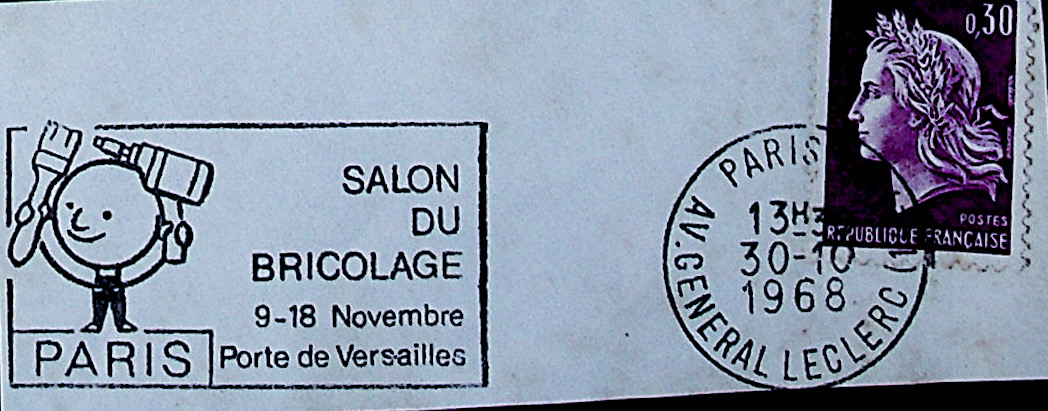 SALON
DU
BRICOLAGE
9-18 Novembre
Porte de Versailles
PARIS
PARIS
13H3
30-10
1968
AV. GENERAL LECLERC
0,30
POSTES
REPUBLIQUE FRANÇAISE